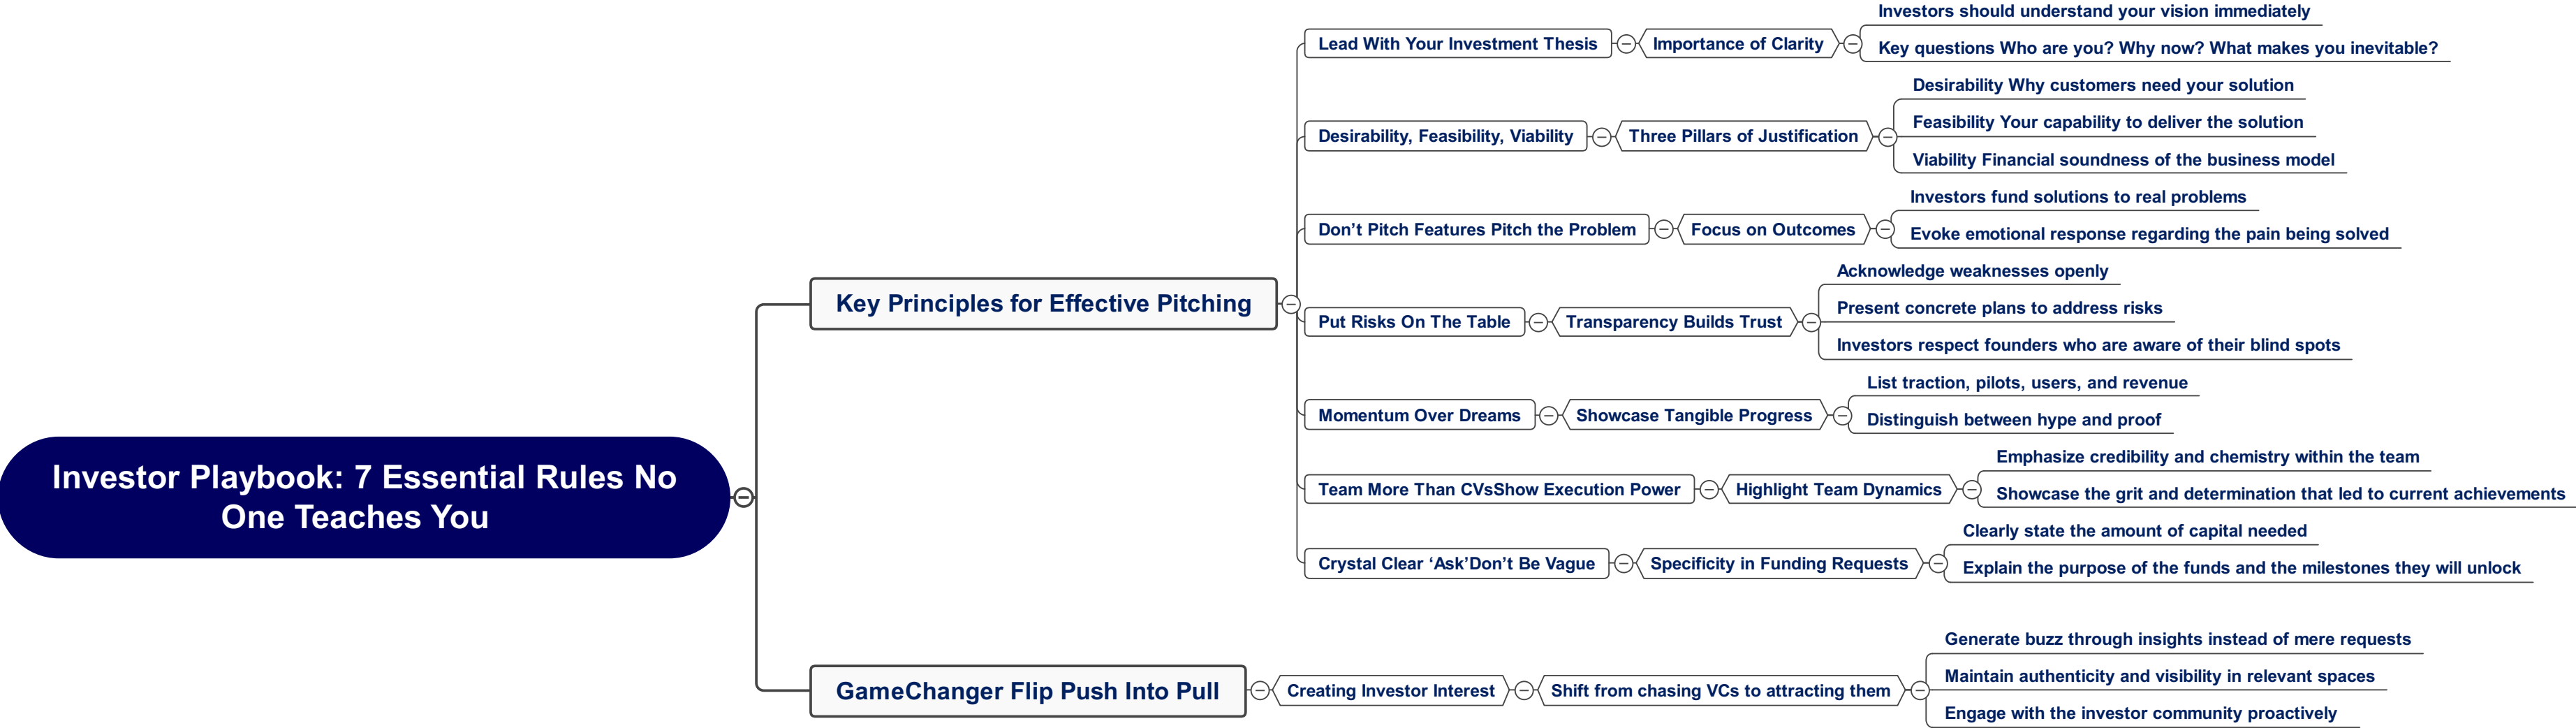 Investor Playbook: 7 Essential Rules No
One Teaches You
Key Principles for Effective Pitching
Lead With Your Investment Thesis
Importance of Clarity
Investors should understand your vision immediately
Key questions Who are you? Why now? What makes you inevitable?
Desirability, Feasibility, Viability
Three Pillars of Justification
Desirability Why customers need your solution
Feasibility Your capability to deliver the solution
Viability Financial soundness of the business model
Don’t Pitch Features Pitch the Problem
Focus on Outcomes
Investors fund solutions to real problems
Evoke emotional response regarding the pain being solved
Put Risks On The Table
Transparency Builds Trust
Acknowledge weaknesses openly
Present concrete plans to address risks
Investors respect founders who are aware of their blind spots
Momentum Over Dreams
Showcase Tangible Progress
List traction, pilots, users, and revenue
Distinguish between hype and proof
Team More Than CVsShow Execution Power
Highlight Team Dynamics
Emphasize credibility and chemistry within the team
Showcase the grit and determination that led to current achievements
Crystal Clear ‘Ask’Don’t Be Vague
Specificity in Funding Requests
Clearly state the amount of capital needed
Explain the purpose of the funds and the milestones they will unlock
GameChanger Flip Push Into Pull
Creating Investor Interest
Shift from chasing VCs to attracting them
Generate buzz through insights instead of mere requests
Maintain authenticity and visibility in relevant spaces
Engage with the investor community proactively